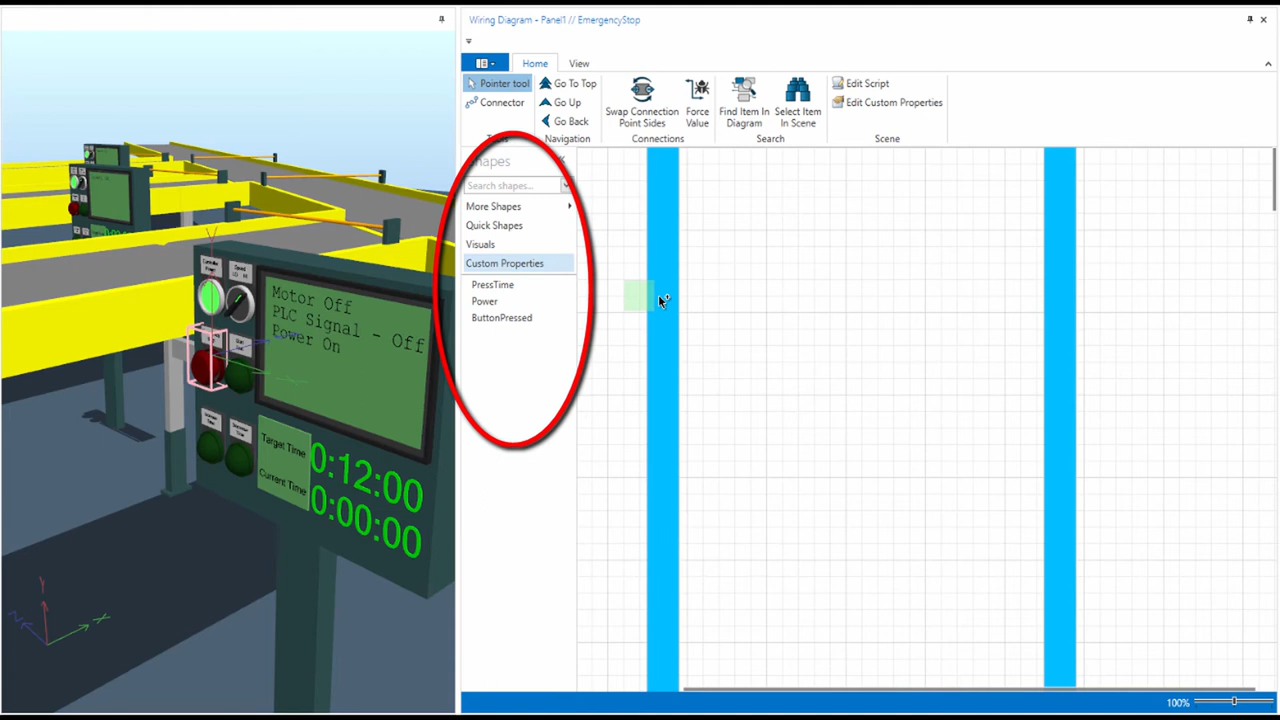 Wiring Diagram - Panel1 // EmergencyStop
Home
View
Pointer tool
Connector
Go To Top
Go Up
Go Back
Navigation
Swap Connection
Point Sides
Force
Value
Connections
Find Item In
Diagram
Select Item
In Scene
Search
Edit Script
Edit Custom Properties
Scene
Search shapes...
More Shapes
Quick Shapes
Visuals
Custom Properties
PressTime
Power
ButtonPressed
Motor Off
PLC Signal - Off
Power On
Target Time
0:12:00
Current Time
0:00:00
Y
X
Z
100%